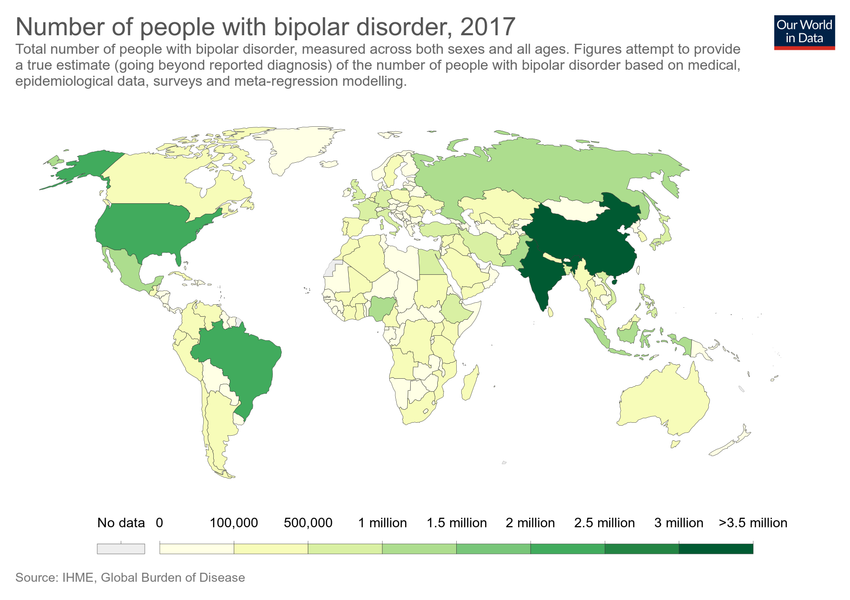 Number of people with bipolar disorder, 2017
Our World
in Data
Total number of people with bipolar disorder, measured across both sexes and all ages. Figures attempt to provide
a true estimate (going beyond reported diagnosis) of the number of people with bipolar disorder based on medical,
epidemiological data, surveys and meta-regression modelling.
No data 0 100,000 500,000 1 million 1.5 million 2 million 2.5 million 3 million >3.5 million
Source: IHME, Global Burden of Disease